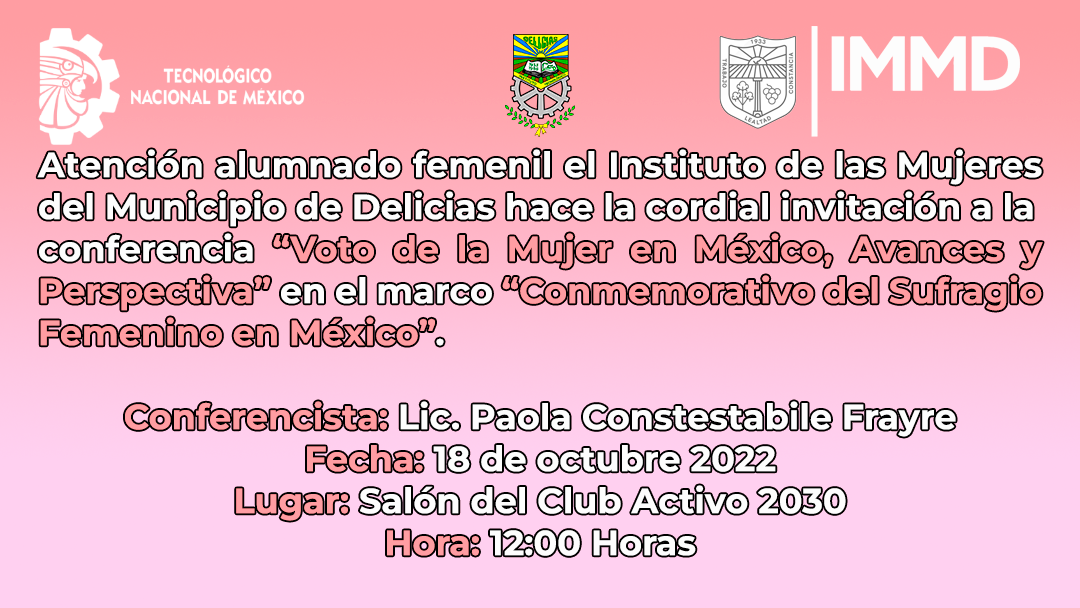 TECNOLÓGICO
NACIONAL DE MÉXICO
DELICIAS
1933
TRABAJO
CONSTANCIA
LEALTAD
IMMD
Atención alumnado femenil el Instituto de las Mujeres
del Municipio de Delicias hace la cordial invitación a la
conferencia “Voto de la Mujer en México, Avances y
Perspectiva” en el marco “Conmemorativo del Sufragio
Femenino en México”.
Conferencista: Lic. Paola Constestabile Frayre
Fecha: 18 de octubre 2022
Lugar: Salón del Club Activo 2030
Hora: 12:00 Horas